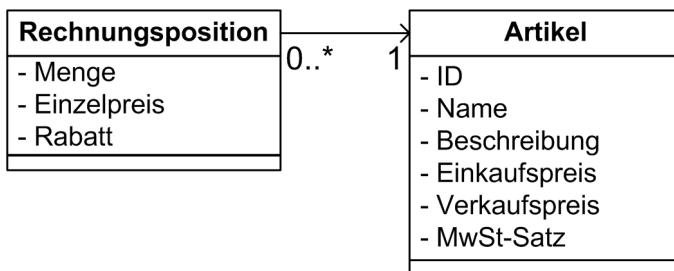 Rechnungsposition
- Menge
- Einzelpreis
- Rabatt
0..*
1
Artikel
- ID
- Name
- Beschreibung
- Einkaufspreis
- Verkaufspreis
- MwSt-Satz